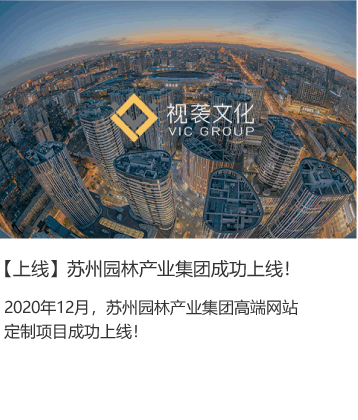 视袭文化
VIC GROUP
【上线】苏州园林产业集团成功上线！
2020年12月，苏州园林产业集团高端网站
定制项目成功上线！